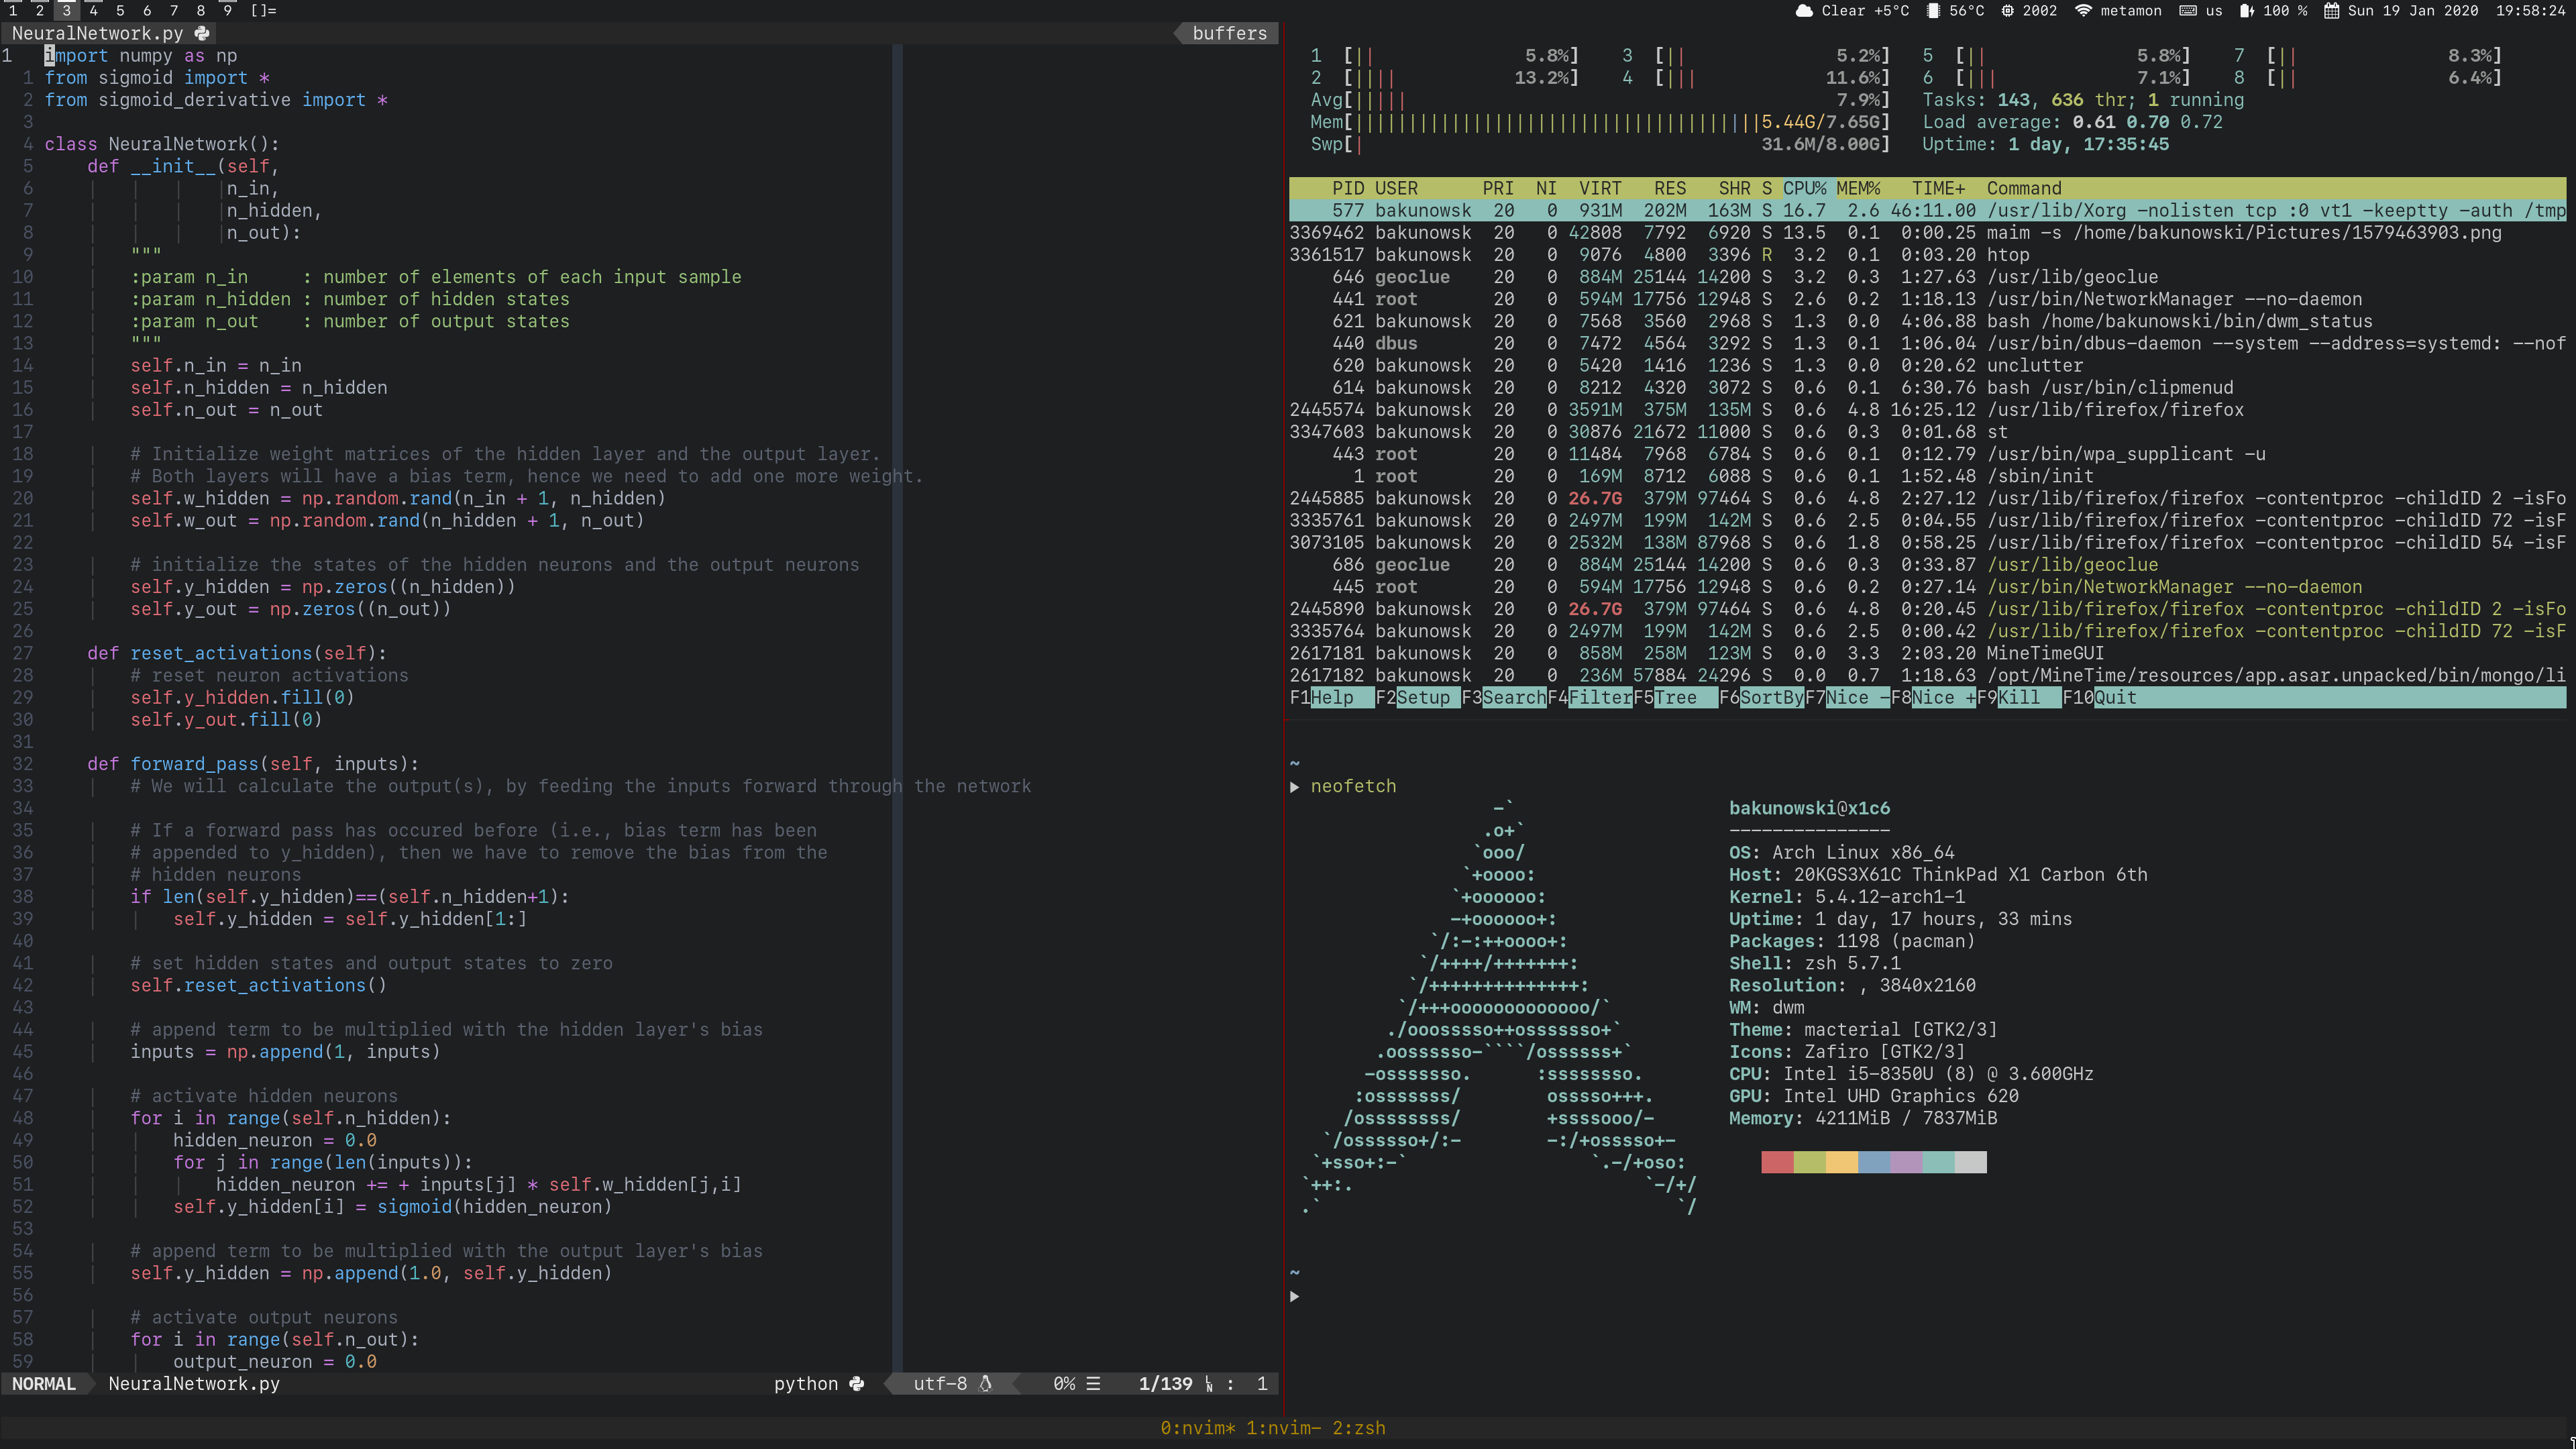 1 2 3 4 5 6 7 8 9 []=
Clear +5°C 56°C 2002 metamon us 100 % Sun 19 Jan 2020 19:58:24
NeuralNetwork.py
buffers
1 import numpy as np
1 from sigmoid import *
2 from sigmoid_derivative import *
3
4 class NeuralNetwork():
5 def __init__(self,
6 n_in,
7 n_hidden,
8 n_out):
9 """
10 :param n_in : number of elements of each input sample
11 :param n_hidden : number of hidden states
12 :param n_out : number of output states
13 """
14 self.n_in = n_in
15 self.n_hidden = n_hidden
16 self.n_out = n_out
17
18 # Initialize weight matrices of the hidden layer and the output layer.
19 # Both layers will have a bias term, hence we need to add one more weight.
20 self.w_hidden = np.random.rand(n_in + 1, n_hidden)
21 self.w_out = np.random.rand(n_hidden + 1, n_out)
22
23 # initialize the states of the hidden neurons and the output neurons
24 self.y_hidden = np.zeros((n_hidden))
25 self.y_out = np.zeros((n_out))
26
27 def reset_activations(self):
28 # reset neuron activations
29 self.y_hidden.fill(0)
30 self.y_out.fill(0)
31
32 def forward_pass(self, inputs):
33 # We will calculate the output(s), by feeding the inputs forward through the network
34
35 # If a forward pass has occured before (i.e., bias term has been
36 # appended to y_hidden), then we have to remove the bias from the
37 # hidden neurons
38 if len(self.y_hidden)==(self.n_hidden+1):
39 self.y_hidden = self.y_hidden[1:]
40
41 # set hidden states and output states to zero
42 self.reset_activations()
43
44 # append term to be multiplied with the hidden layer's bias
45 inputs = np.append(1, inputs)
46
47 # activate hidden neurons
48 for i in range(self.n_hidden):
49 hidden_neuron = 0.0
50 for j in range(len(inputs)):
51 hidden_neuron += + inputs[j] * self.w_hidden[j,i]
52 self.y_hidden[i] = sigmoid(hidden_neuron)
53
54 # append term to be multiplied with the output layer's bias
55 self.y_hidden = np.append(1.0, self.y_hidden)
56
57 # activate output neurons
58 for i in range(self.n_out):
59 output_neuron = 0.0
NORMAL NeuralNetwork.py python utf-8 0% ☰ 1/139 : 1
1 [|| 5.8%] 3 [|| 5.2%] 5 [|| 5.8%] 7 [|| 8.3%]
2 [|||| 13.2%] 4 [||| 11.6%] 6 [||| 7.1%] 8 [|| 6.4%]
Avg[||||| 7.9%] Tasks: 143, 636 thr; 1 running
Mem[||||||||||||||||||||||||||||||||||||||5.44G/7.65G] Load average: 0.61 0.70 0.72
Swp[| 31.6M/8.00G] Uptime: 1 day, 17:35:45
PID USER PRI NI VIRT RES SHR S CPU% MEM% TIME+ Command
577 bakunowsk 20 0 931M 202M 163M S 16.7 2.6 46:11.00 /usr/lib/Xorg -nolisten tcp :0 vt1 -keeptty -auth /tmp
3369462 bakunowsk 20 0 42808 7792 6920 S 13.5 0.1 0:00.25 maim -s /home/bakunowski/Pictures/1579463903.png
3361517 bakunowsk 20 0 9076 4800 3396 R 3.2 0.1 0:03.20 htop
646 geoclue 20 0 884M 25144 14200 S 3.2 0.3 1:27.63 /usr/lib/geoclue
441 root 20 0 594M 17756 12948 S 2.6 0.2 1:18.13 /usr/bin/NetworkManager --no-daemon
621 bakunowsk 20 0 7568 3560 2968 S 1.3 0.0 4:06.88 bash /home/bakunowski/bin/dwm_status
440 dbus 20 0 7472 4564 3292 S 1.3 0.1 1:06.04 /usr/bin/dbus-daemon --system --address=systemd: --nof
620 bakunowsk 20 0 5420 1416 1236 S 1.3 0.0 0:20.62 unclutter
614 bakunowsk 20 0 8212 4320 3072 S 0.6 0.1 6:30.76 bash /usr/bin/clipmenud
2445574 bakunowsk 20 0 3591M 375M 135M S 0.6 4.8 16:25.12 /usr/lib/firefox/firefox
3347603 bakunowsk 20 0 30876 21672 11000 S 0.6 0.3 0:01.68 st
443 root 20 0 11484 7968 6784 S 0.6 0.1 0:12.79 /usr/bin/wpa_supplicant -u
1 root 20 0 169M 8712 6088 S 0.6 0.1 1:52.48 /sbin/init
2445885 bakunowsk 20 0 26.7G 379M 97464 S 0.6 4.8 2:27.12 /usr/lib/firefox/firefox -contentproc -childID 2 -isFo
3335761 bakunowsk 20 0 2497M 199M 142M S 0.6 2.5 0:04.55 /usr/lib/firefox/firefox -contentproc -childID 72 -isF
3073105 bakunowsk 20 0 2532M 138M 87968 S 0.6 1.8 0:58.25 /usr/lib/firefox/firefox -contentproc -childID 54 -isF
686 geoclue 20 0 884M 25144 14200 S 0.6 0.3 0:33.87 /usr/lib/geoclue
445 root 20 0 594M 17756 12948 S 0.6 0.2 0:27.14 /usr/bin/NetworkManager --no-daemon
2445890 bakunowsk 20 0 26.7G 379M 97464 S 0.6 4.8 0:20.45 /usr/lib/firefox/firefox -contentproc -childID 2 -isFo
3335764 bakunowsk 20 0 2497M 199M 142M S 0.6 2.5 0:00.42 /usr/lib/firefox/firefox -contentproc -childID 72 -isF
2617181 bakunowsk 20 0 858M 258M 123M S 0.0 3.3 2:03.20 MineTimeGUI
2617182 bakunowsk 20 0 236M 57884 24296 S 0.0 0.7 1:18.63 /opt/MineTime/resources/app.asar.unpacked/bin/mongo/li
F1Help F2Setup F3SearchF4FilterF5Tree F6SortByF7Nice -F8Nice +F9Kill F10Quit
~
▶ neofetch
-`
.o+`
`ooo/
`+oooo:
`+oooooo:
-+oooooo+:
`/:-:++oooo+:
`/++++/+++++++:
`/++++++++++++++:
`/+++ooooooooooooo/`
./ooosssso++osssssso+`
.oossssso-````/ossssss+`
-osssssso. :ssssssso.
:osssssss/ osssso+++.
/ossssssss/ +ssssooo/-
`/ossssso+/:- -:/+osssso+-
`+sso+:-` `.-/+oso:
`++:. `-/+/
.` `/
bakunowski@x1c6
---------------
OS: Arch Linux x86_64
Host: 20KGS3X61C ThinkPad X1 Carbon 6th
Kernel: 5.4.12-arch1-1
Uptime: 1 day, 17 hours, 33 mins
Packages: 1198 (pacman)
Shell: zsh 5.7.1
Resolution: , 3840x2160
WM: dwm
Theme: macterial [GTK2/3]
Icons: Zafiro [GTK2/3]
CPU: Intel i5-8350U (8) @ 3.600GHz
GPU: Intel UHD Graphics 620
Memory: 4211MiB / 7837MiB
~
▶
0:nvim* 1:nvim- 2:zsh